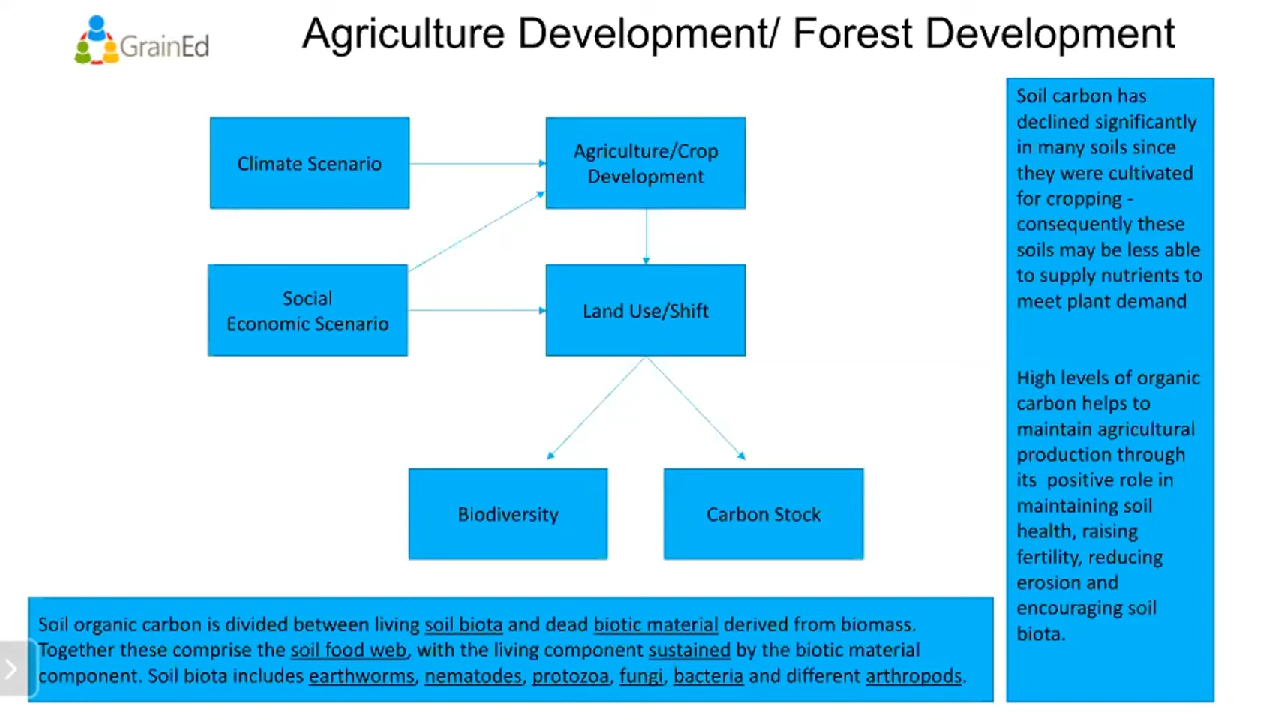 GrainEd
Agriculture Development/ Forest Development
Climate Scenario
Agriculture/Crop
Development
Social
Economic Scenario
Land Use/Shift
Biodiversity
Carbon Stock
Soil carbon has
declined significantly
in many soils since
they were cultivated
for cropping -
consequently these
soils may be less able
to supply nutrients to
meet plant demand
High levels of organic
carbon helps to
maintain agricultural
production through
its positive role in
maintaining soil
health, raising
fertility, reducing
erosion and
encouraging soil
biota.
Soil organic carbon is divided between living soil biota and dead biotic material derived from biomass.
Together these comprise the soil food web, with the living component sustained by the biotic material
component. Soil biota includes earthworms, nematodes, protozoa, fungi, bacteria and different arthropods.